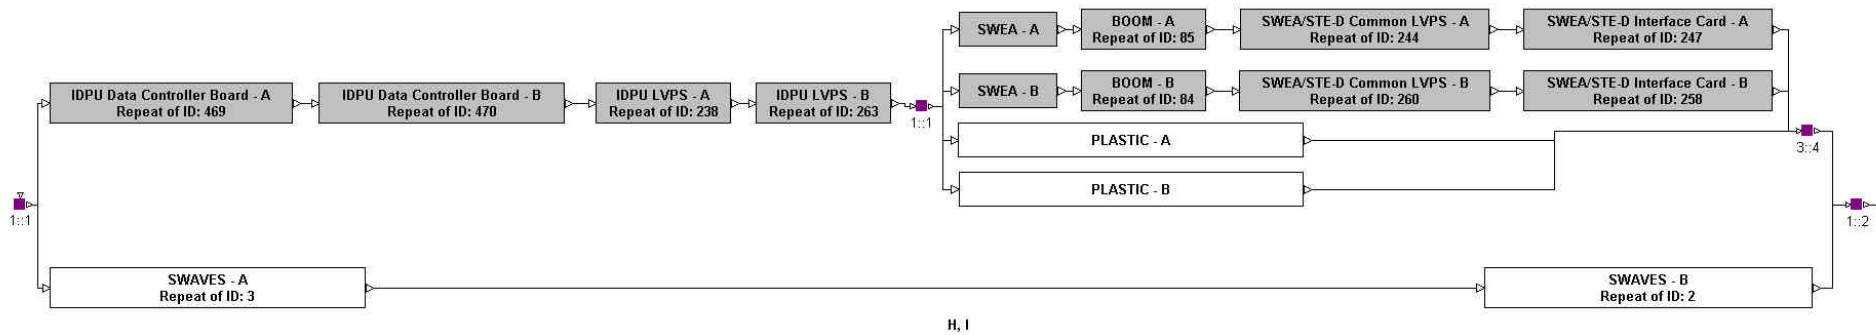 SWEA - A
BOOM - A
Repeat of ID: 85
SWEA/STE-D Common LVPS - A
Repeat of ID: 244
SWEA/STE-D Interface Card - A
Repeat of ID: 247
IDPU Data Controller Board - A
Repeat of ID: 469
IDPU Data Controller Board - B
Repeat of ID: 470
IDPU LVPS - A
Repeat of ID: 238
IDPU LVPS - B
Repeat of ID: 263
1::1
SWEA - B
BOOM - B
Repeat of ID: 84
SWEA/STE-D Common LVPS - B
Repeat of ID: 260
SWEA/STE-D Interface Card - B
Repeat of ID: 258
PLASTIC - A
3::4
PLASTIC - B
1::1
1::2
SWAVES - A
Repeat of ID: 3
SWAVES - B
Repeat of ID: 2
H, I